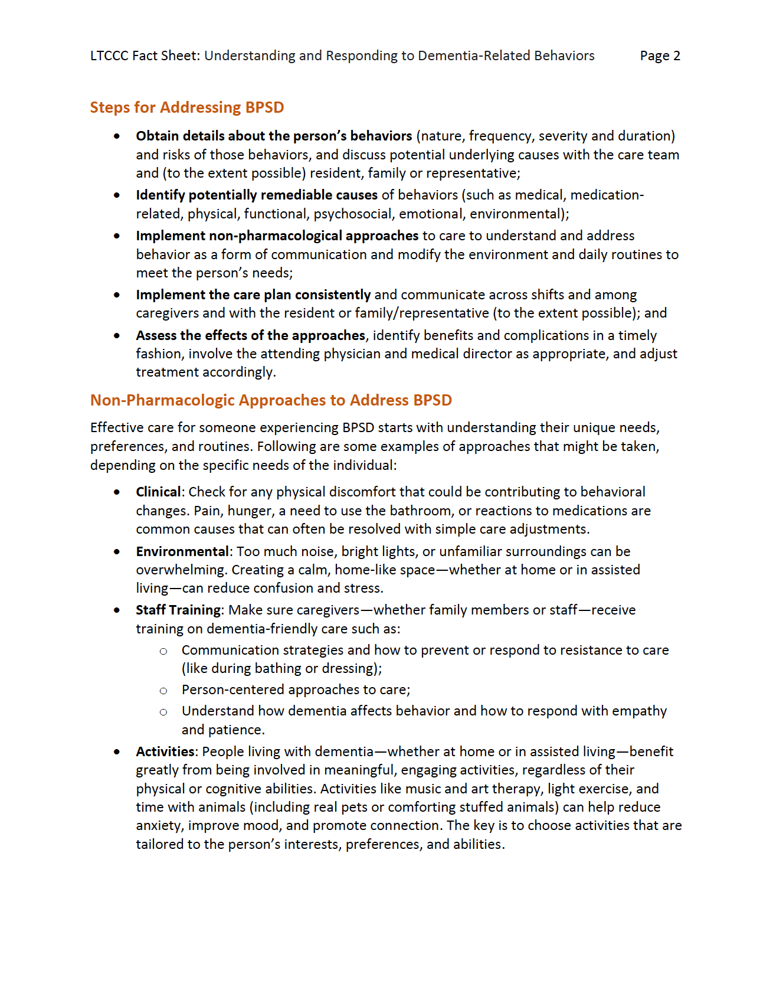 LTCCC Fact Sheet: Understanding and Responding to Dementia-Related Behaviors Page 2
Steps for Addressing BPSD
• Obtain details about the person’s behaviors (nature, frequency, severity and duration)
and risks of those behaviors, and discuss potential underlying causes with the care team
and (to the extent possible) resident, family or representative;
• Identify potentially remediable causes of behaviors (such as medical, medication-
related, physical, functional, psychosocial, emotional, environmental);
• Implement non-pharmacological approaches to care to understand and address
behavior as a form of communication and modify the environment and daily routines to
meet the person’s needs;
• Implement the care plan consistently and communicate across shifts and among
caregivers and with the resident or family/representative (to the extent possible); and
• Assess the effects of the approaches, identify benefits and complications in a timely
fashion, involve the attending physician and medical director as appropriate, and adjust
treatment accordingly.
Non-Pharmacologic Approaches to Address BPSD
Effective care for someone experiencing BPSD starts with understanding their unique needs,
preferences, and routines. Following are some examples of approaches that might be taken,
depending on the specific needs of the individual:
• Clinical: Check for any physical discomfort that could be contributing to behavioral
changes. Pain, hunger, a need to use the bathroom, or reactions to medications are
common causes that can often be resolved with simple care adjustments.
• Environmental: Too much noise, bright lights, or unfamiliar surroundings can be
overwhelming. Creating a calm, home-like space—whether at home or in assisted
living—can reduce confusion and stress.
• Staff Training: Make sure caregivers—whether family members or staff—receive
training on dementia-friendly care such as:
o Communication strategies and how to prevent or respond to resistance to care
(like during bathing or dressing);
o Person-centered approaches to care;
o Understand how dementia affects behavior and how to respond with empathy
and patience.
• Activities: People living with dementia—whether at home or in assisted living—benefit
greatly from being involved in meaningful, engaging activities, regardless of their
physical or cognitive abilities. Activities like music and art therapy, light exercise, and
time with animals (including real pets or comforting stuffed animals) can help reduce
anxiety, improve mood, and promote connection. The key is to choose activities that are
tailored to the person’s interests, preferences, and abilities.